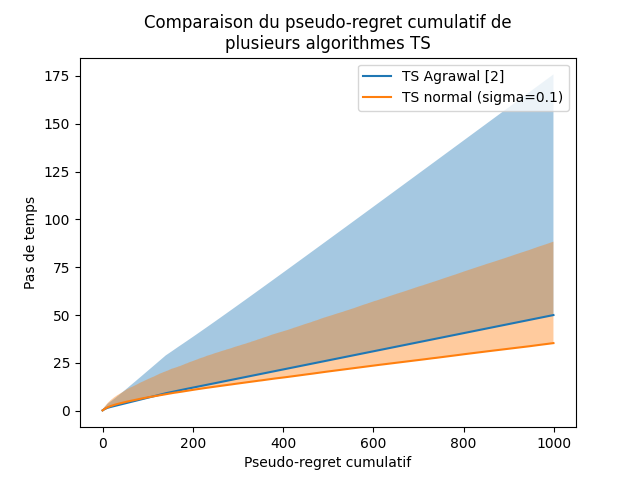 Comparaison du pseudo-regret cumulatif de
plusieurs algorithmes TS
TS Agrawal [2]
TS normal (sigma=0.1)
175
150
125
100
75
50
25
0
Pas de temps
0 200 400 600 800 1000
Pseudo-regret cumulatif